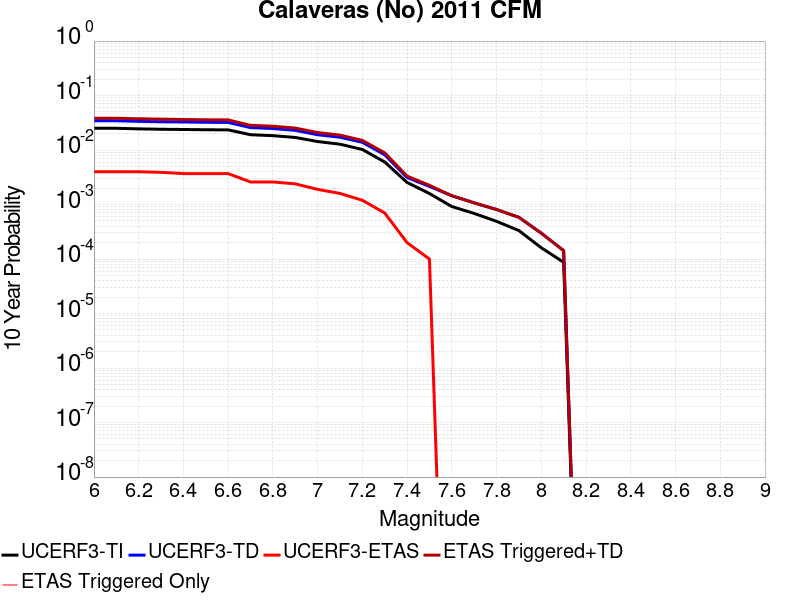 Calaveras (No) 2011 CFM
10^0
10^-1
10^-2
10^-3
10^-4
10^-5
10^-6
10^-7
10^-8
10 Year Probability
6 6.2 6.4 6.6 6.8 7 7.2 7.4 7.6 7.8 8 8.2 8.4 8.6 8.8 9
Magnitude
UCERF3-TI UCERF3-TD UCERF3-ETAS ETAS Triggered+TD
ETAS Triggered Only